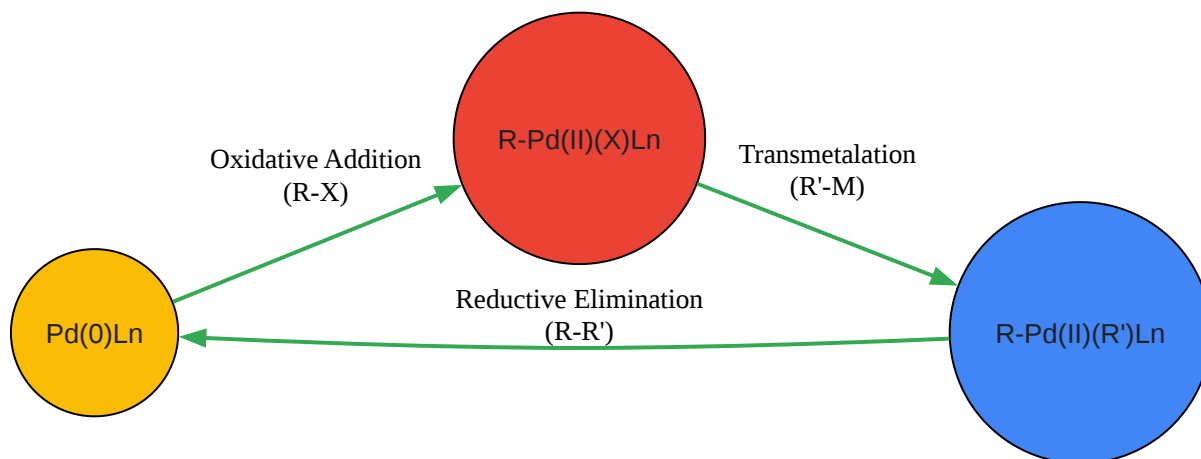 R-Pd(II)(X)Ln
Oxidative Addition
(R-X)
Transmetalation
(R'-M)
Reductive Elimination
(R-R')
Pd(0)Ln
R-Pd(II)(R')Ln